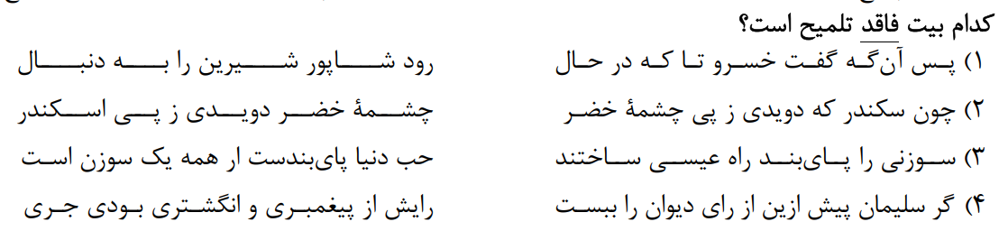 کدام بیت فاقد تلمیح است؟
۱) پس آن‌گه گفت خسرو تا که در حال رود شاپور شیرین را به دنبال
۲) چون سکندر که دویدی ز پی چشمهٔ خضر چشمهٔ خضر دویدی ز پی اسکندر
۳) سوزنی را پای‌بند راه عیسی ساختند حب دنیا پای‌بندست ار همه یک سوزن است
۴) گر سلیمان پیش ازین از رای دیوان را ببست رایش از پیغمبری و انگشتری بودی جری